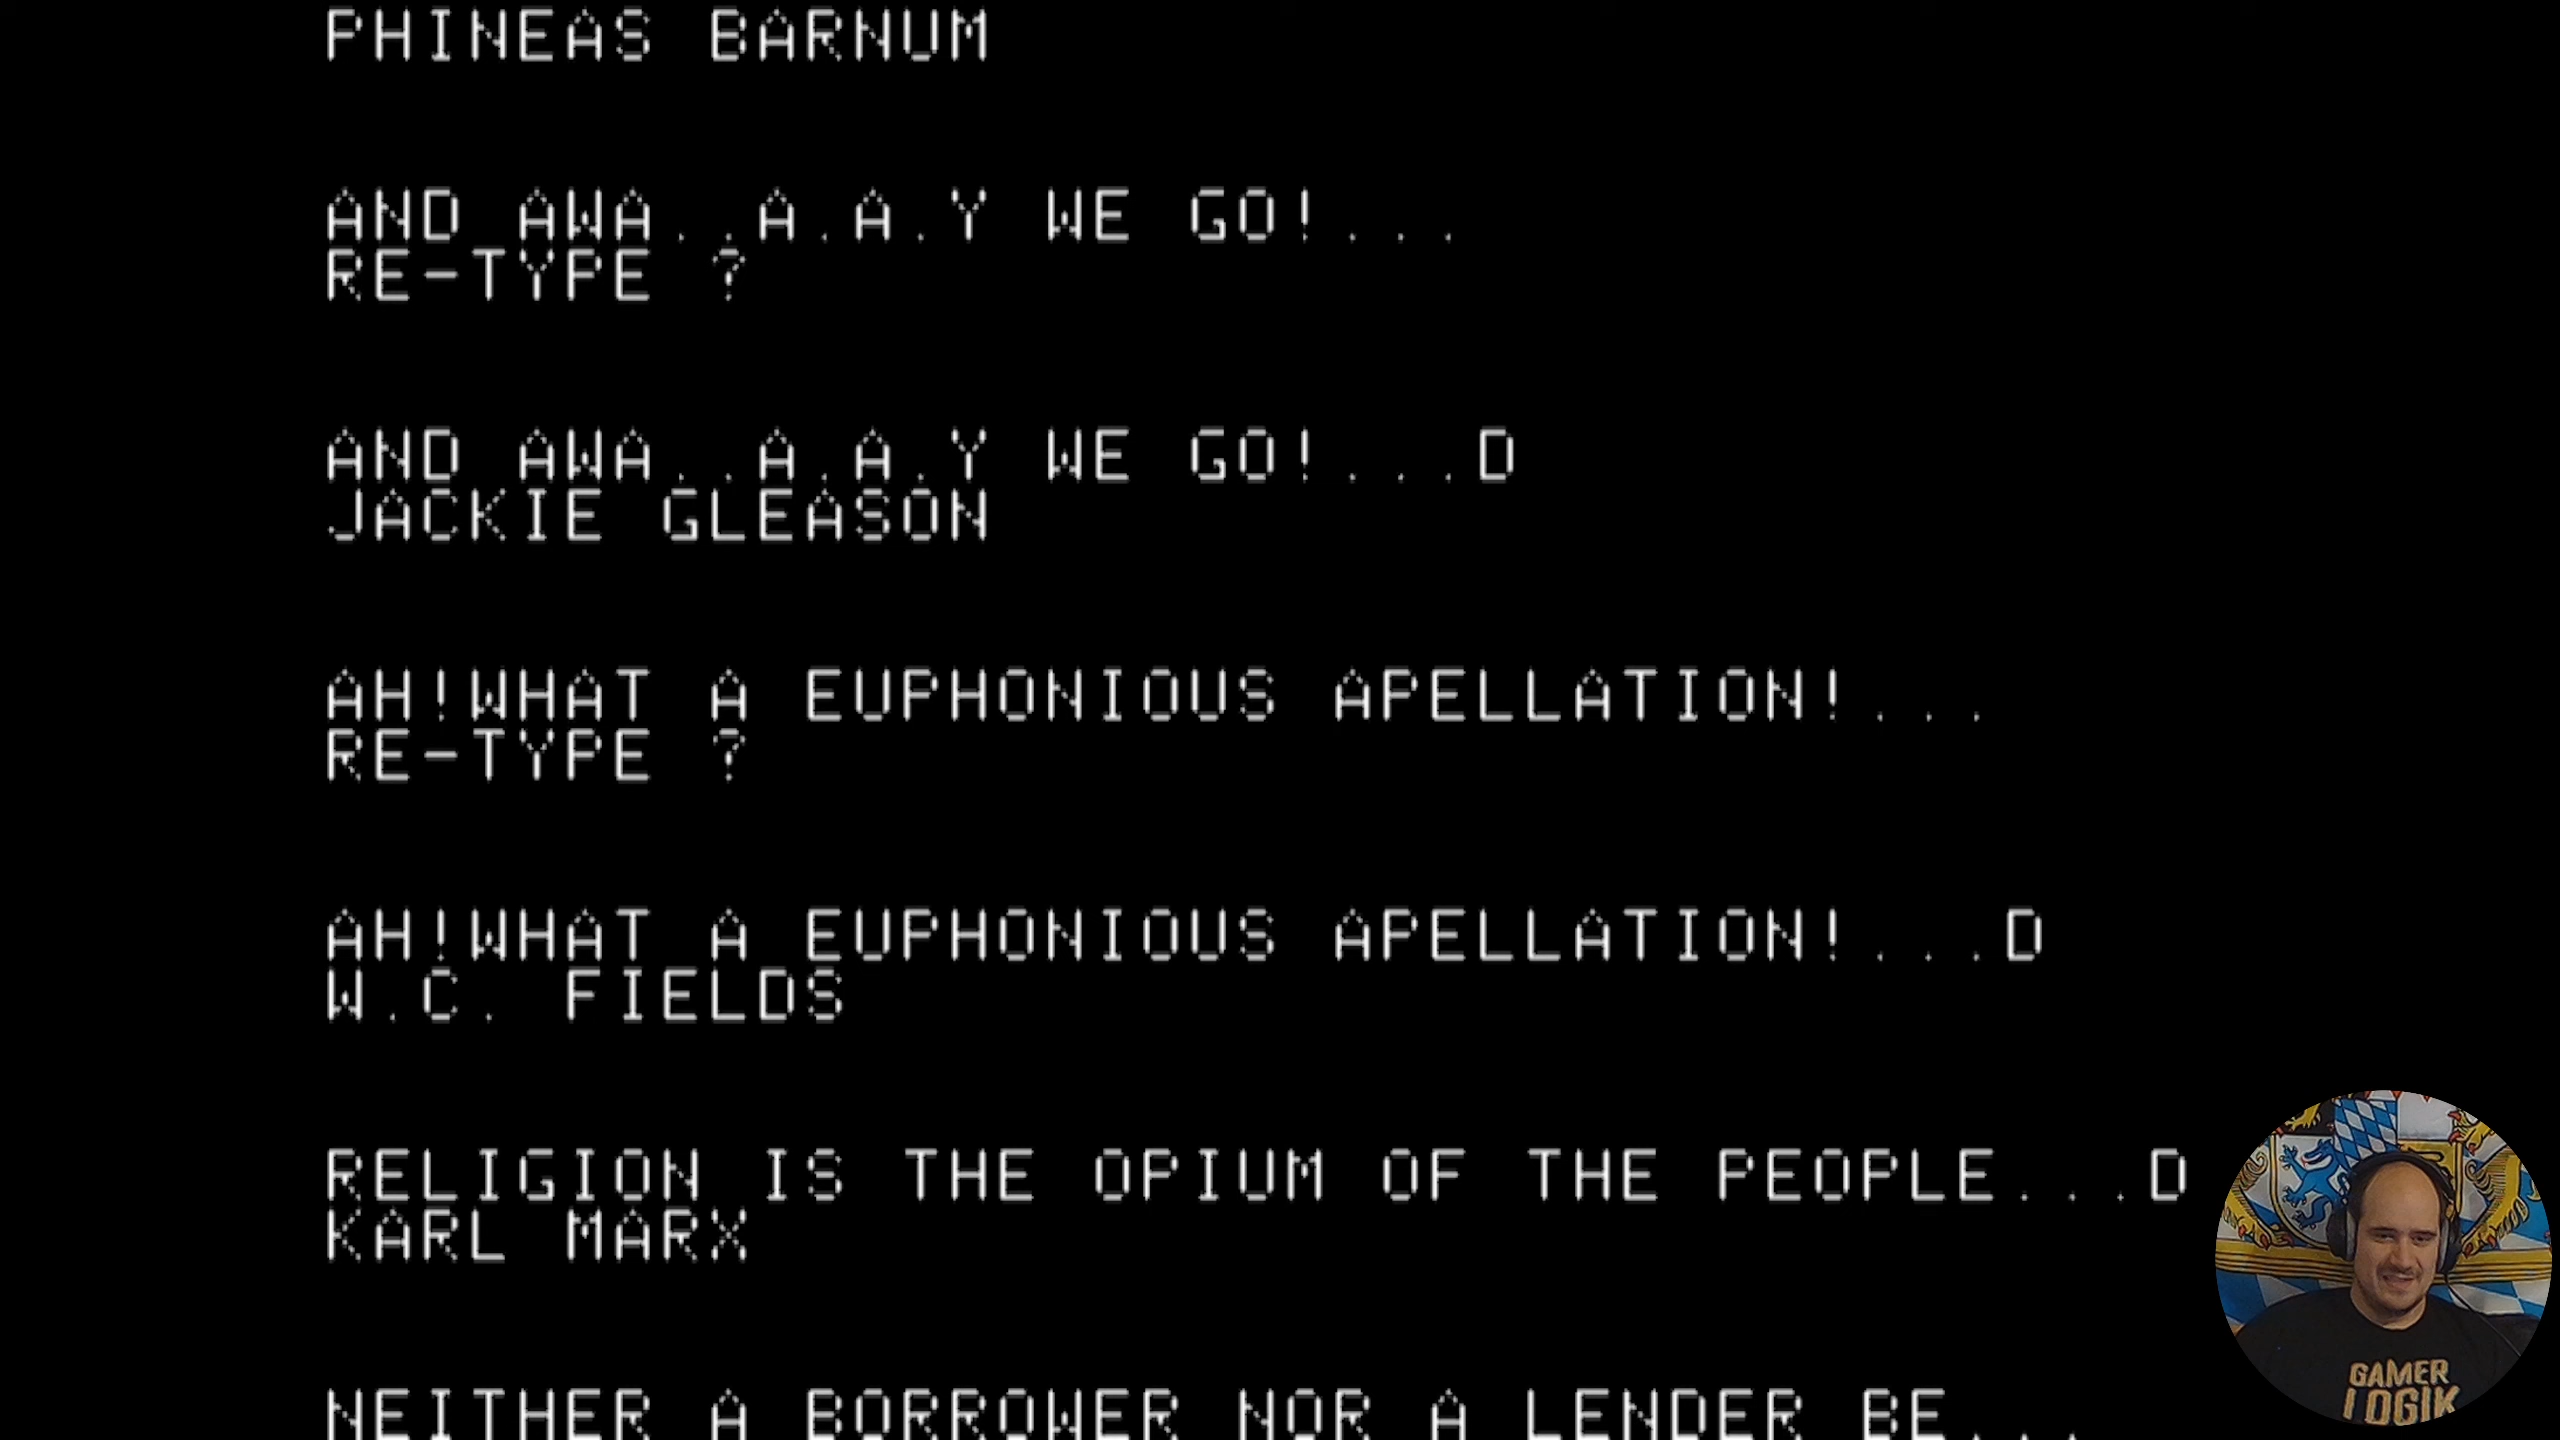 PHINEAS BARNUM
AND AWA..A.A.Y WE GO!...
RE-TYPE ?
AND AWA..A.A.Y WE GO!...D
JACKIE GLEASON
AH!WHAT A EUPHONIOUS APELLATION!...
RE-TYPE ?
AH!WHAT A EUPHONIOUS APELLATION!...D
W.C. FIELDS
RELIGION IS THE OPIUM OF THE PEOPLE...D
KARL MARX
NEITHER A BORROWER NOR A LENDER BE...
GAMER
LOGIK